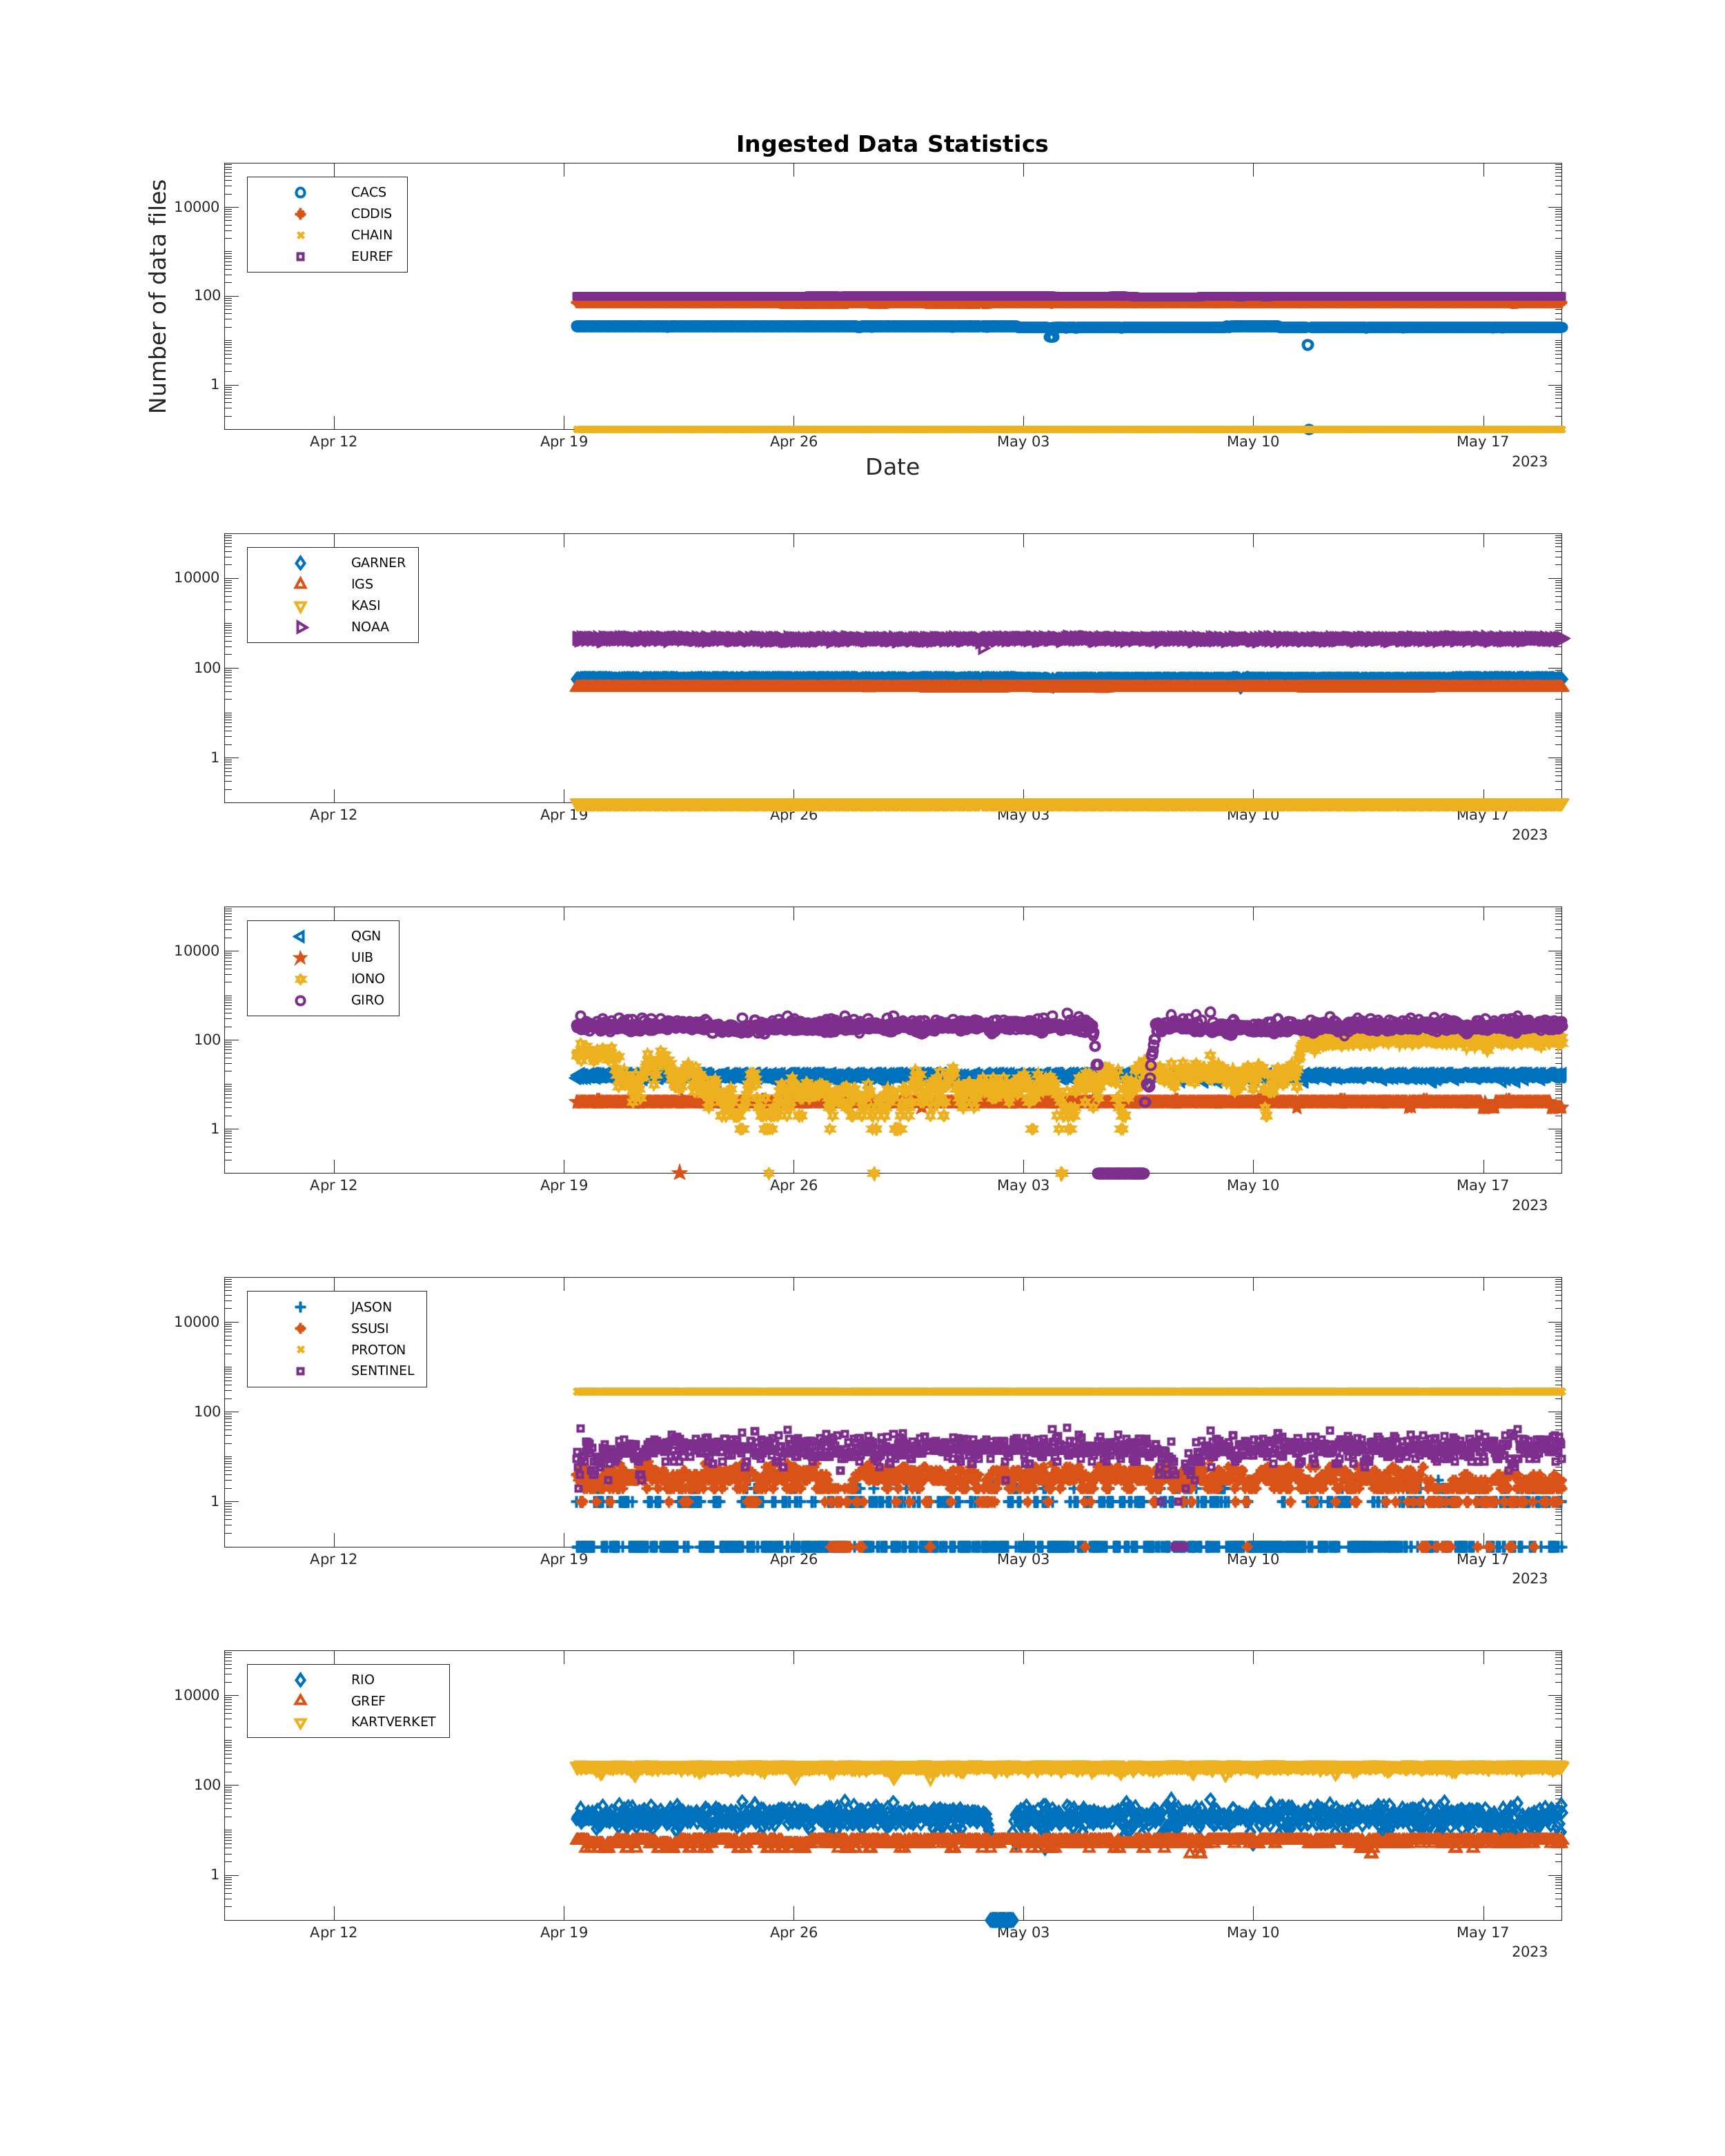 Ingested Data Statistics
Number of data files
CACS
CDDIS
CHAIN
EUREF
10000
100
1
Apr 12 Apr 19 Apr 26 May 03 May 10 May 17
2023
Date
GARNER
IGS
KASI
NOAA
10000
100
1
Apr 12 Apr 19 Apr 26 May 03 May 10 May 17
2023
QGN
UIB
IONO
GIRO
10000
100
1
Apr 12 Apr 19 Apr 26 May 03 May 10 May 17
2023
JASON
SSUSI
PROTON
SENTINEL
10000
100
1
Apr 12 Apr 19 Apr 26 May 03 May 10 May 17
2023
RIO
GREF
KARTVERKET
10000
100
1
Apr 12 Apr 19 Apr 26 May 03 May 10 May 17
2023